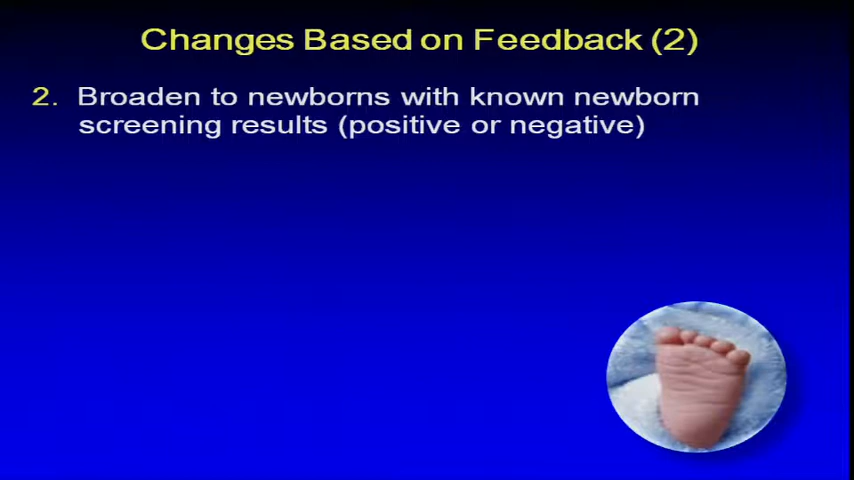 Changes Based on Feedback (2)
2. Broaden to newborns with known newborn
screening results (positive or negative)